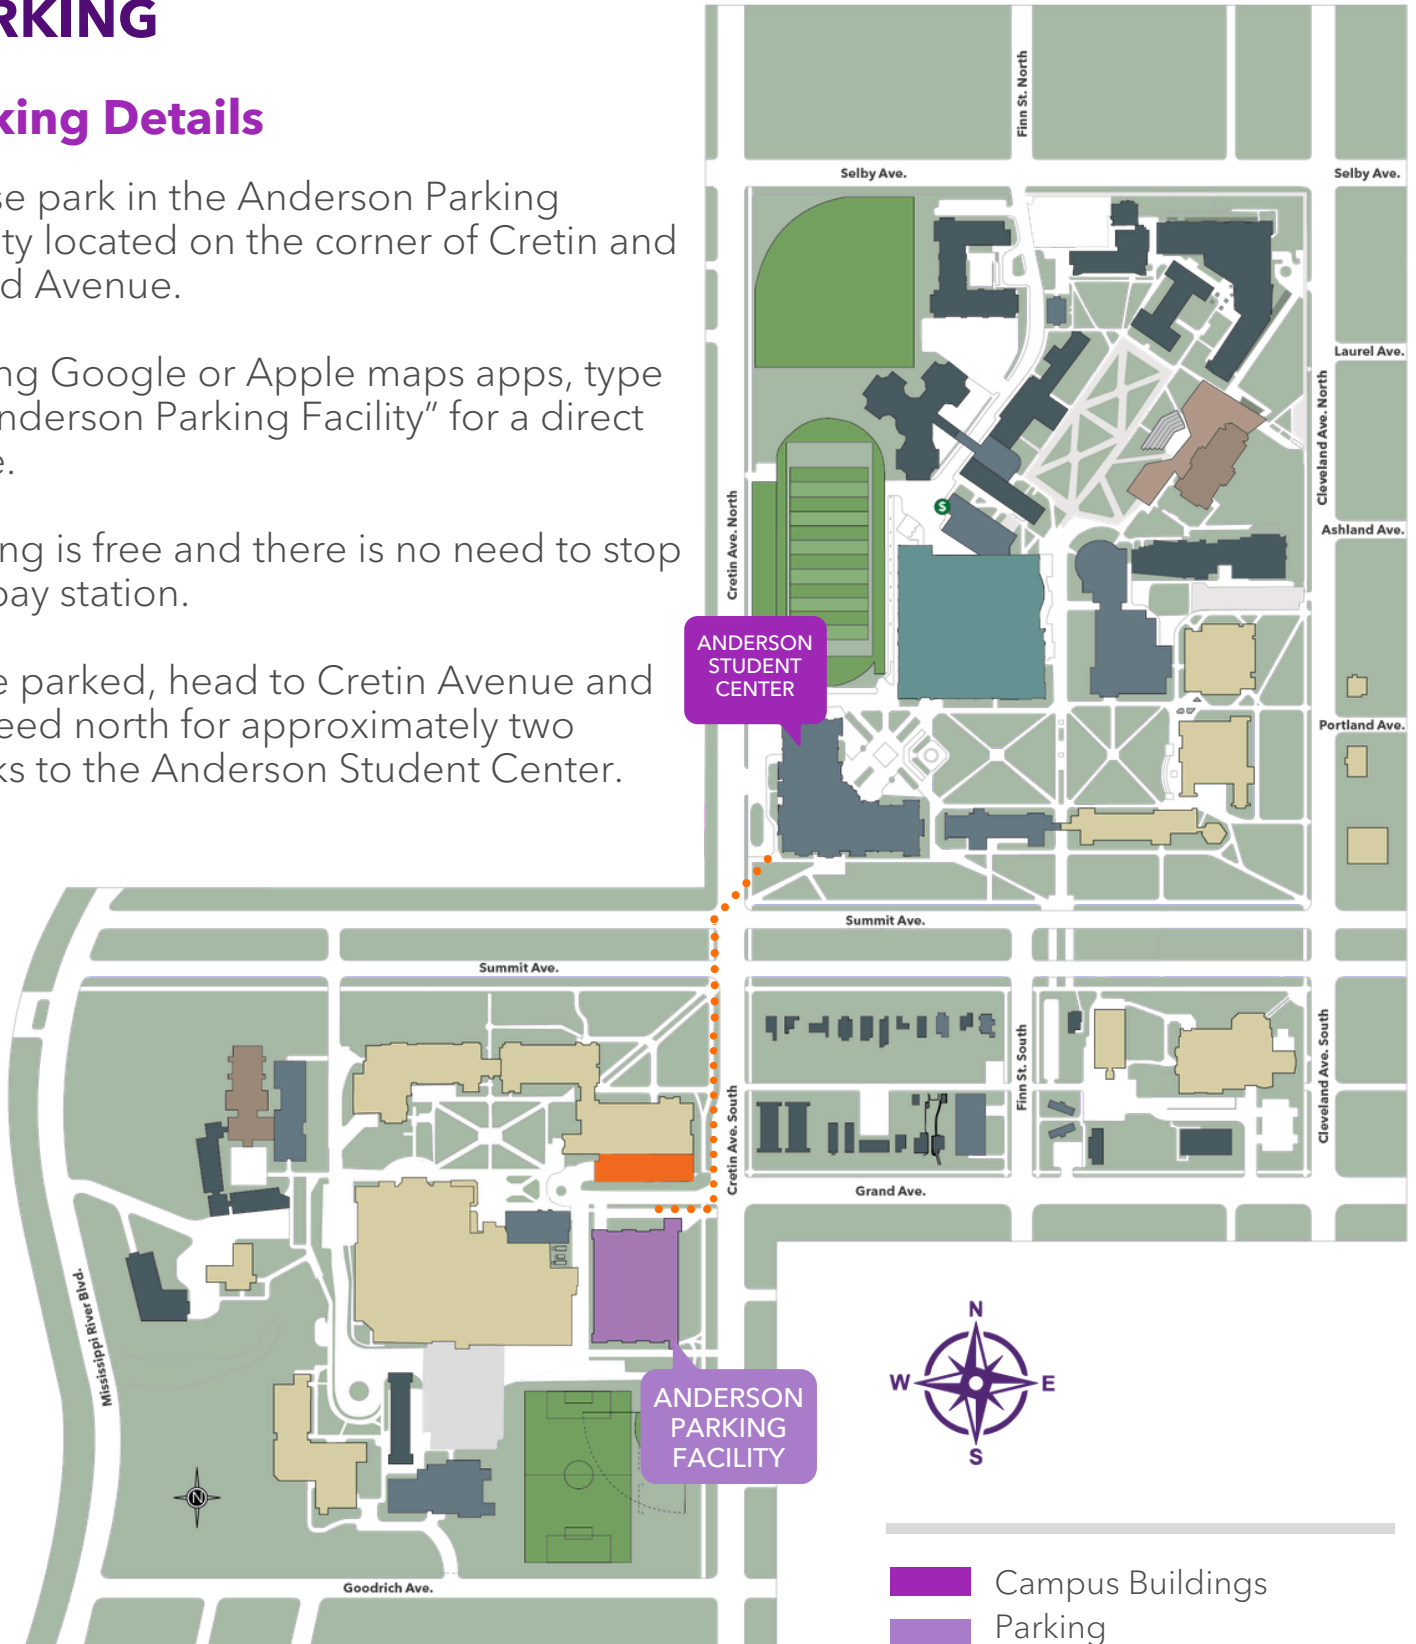 RKING
king Details
se park in the Anderson Parking
ty located on the corner of Cretin and
d Avenue.
ng Google or Apple maps apps, type
nderson Parking Facility” for a direct
e.
ng is free and there is no need to stop
pay station.
e parked, head to Cretin Avenue and
eed north for approximately two
ks to the Anderson Student Center.
Finn St. North
Selby Ave.
Selby Ave.
Laurel Ave.
Cleveland Ave. North
Cretin Ave. North
S
Ashland Ave.
ANDERSON
STUDENT
CENTER
Portland Ave.
Summit Ave.
Summit Ave.
Cretin Ave. South
Finn St. South
Cleveland Ave. South
Grand Ave.
Mississippi River Blvd.
ANDERSON
PARKING
FACILITY
N
W
E
S
N
Goodrich Ave.
Campus Buildings
Parking